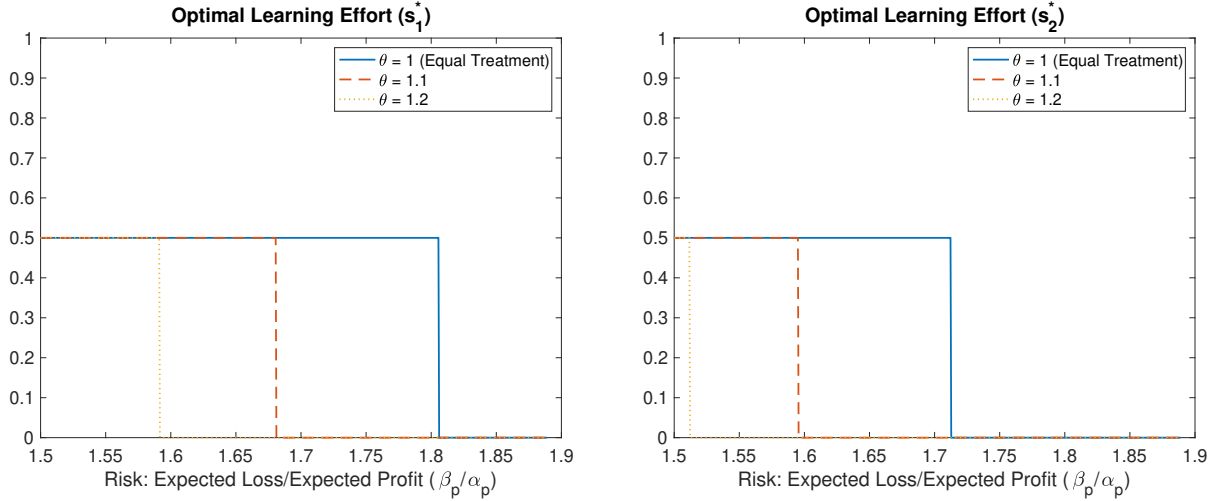 Optimal Learning Effort (s₁*)
1
0.9
0.8
0.7
0.6
0.5
0.4
0.3
0.2
0.1
0
θ = 1 (Equal Treatment)
θ = 1.1
θ = 1.2
1.5 1.55 1.6 1.65 1.7 1.75 1.8 1.85 1.9
Risk: Expected Loss/Expected Profit (βₚ/αₚ)
Optimal Learning Effort (s₂*)
1
0.9
0.8
0.7
0.6
0.5
0.4
0.3
0.2
0.1
0
θ = 1 (Equal Treatment)
θ = 1.1
θ = 1.2
1.5 1.55 1.6 1.65 1.7 1.75 1.8 1.85 1.9
Risk: Expected Loss/Expected Profit (βₚ/αₚ)